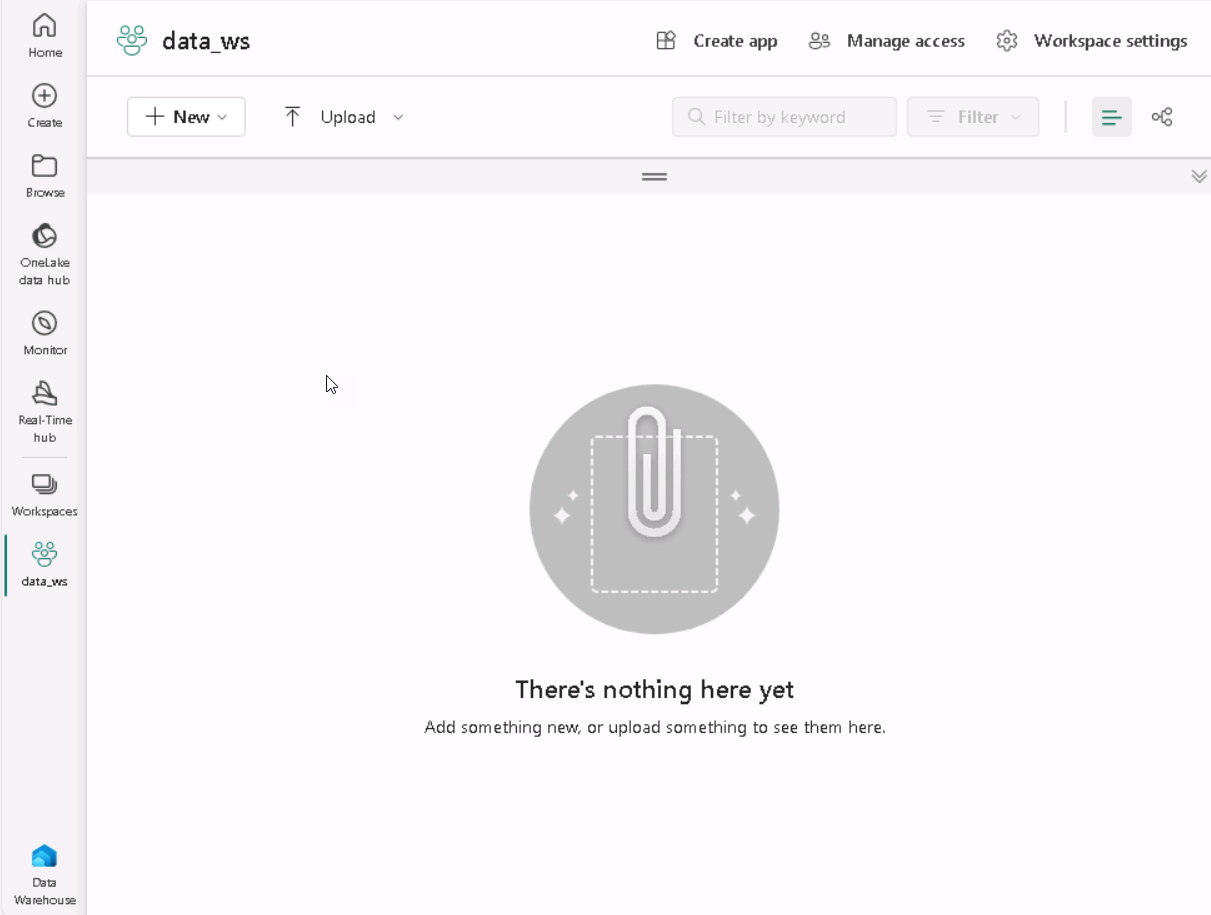 Home
Create
Browse
OneLake
data hub
Monitor
Real-Time
hub
Workspaces
data_ws
Data
Warehouse
data_ws
Create app
Manage access
Workspace settings
New
Upload
Filter by keyword
Filter
There's nothing here yet
Add something new, or upload something to see them here.